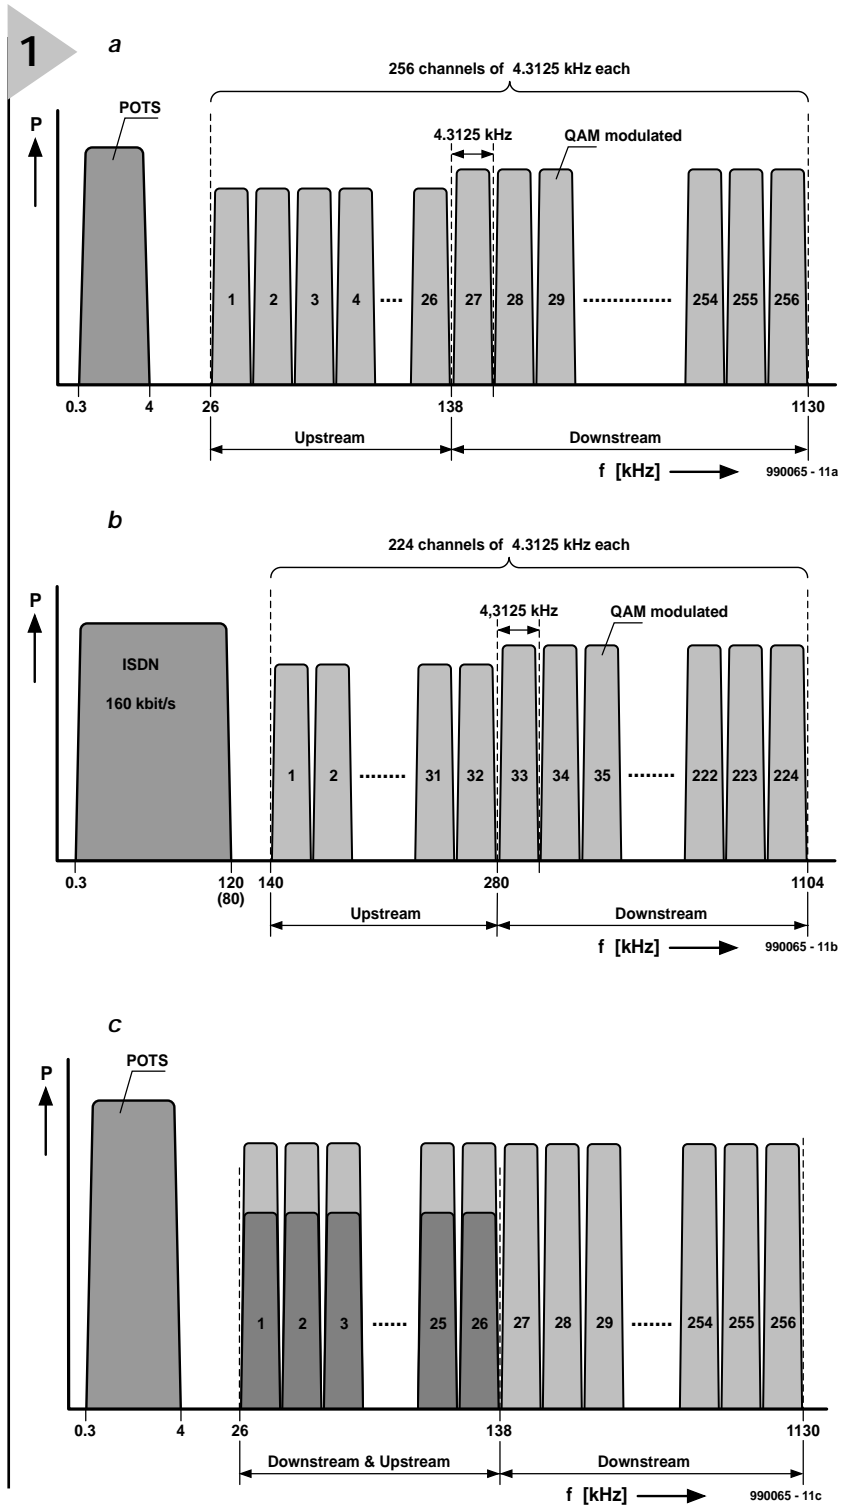 1
a
256 channels of 4.3125 kHz each
POTS
P
4.3125 kHz
QAM modulated
1 2 3 4 .... 26 27 28 29 ............... 254 255 256
0.3 4 26 138 1130
Upstream Downstream
f [kHz]
990065 - 11a
b
224 channels of 4.3125 kHz each
P
4,3125 kHz
QAM modulated
ISDN
160 kbit/s
1 2 ........ 31 32 33 34 35 ........ 222 223 224
0.3 120 140 280 1104
(80)
Upstream Downstream
f [kHz]
990065 - 11b
c
POTS
P
1 2 3 ...... 25 26 27 28 29 ....... 254 255 256
0.3 4 26 138 1130
Downstream & Upstream Downstream
f [kHz]
990065 - 11c